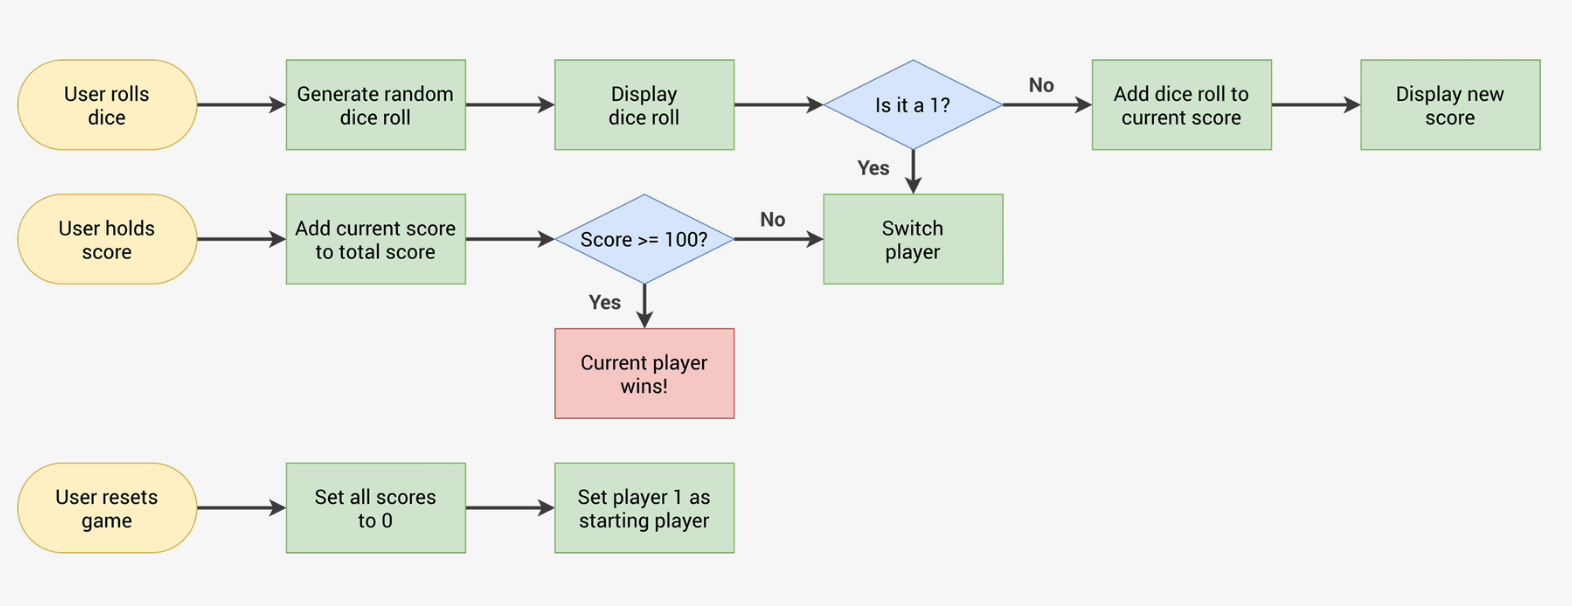 User rolls
dice
Generate random
dice roll
Display
dice roll
Is it a 1?
No
Add dice roll to
current score
Display new
score
Yes
User holds
score
Add current score
to total score
Score >= 100?
No
Switch
player
Yes
Current player
wins!
User resets
game
Set all scores
to 0
Set player 1 as
starting player